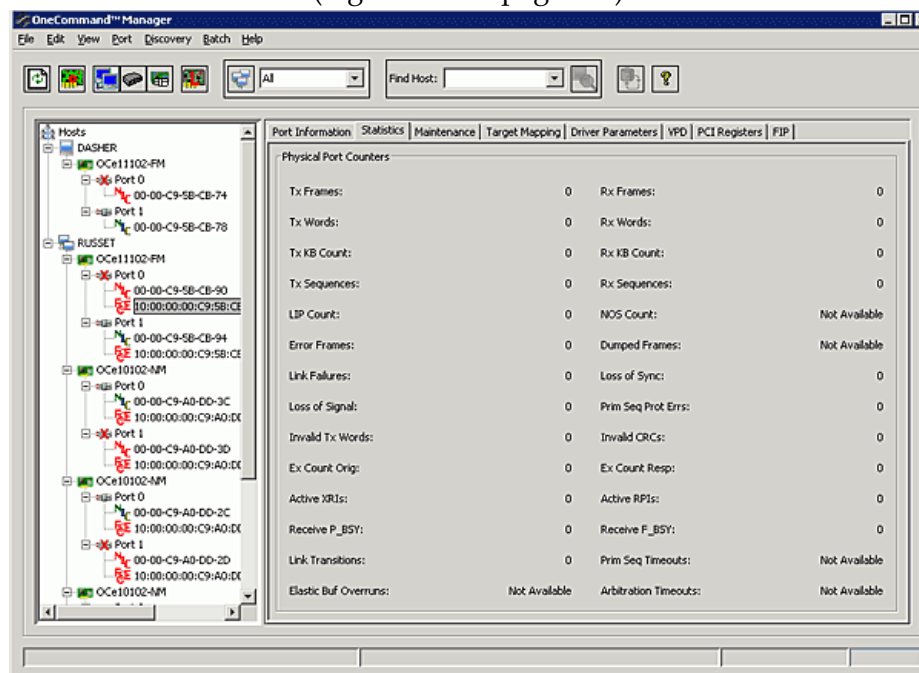 OneCommand™ Manager
File Edit View Port Discovery Batch Help
All Find Host:
Hosts
DASHER
OCe11102-FM
Port 0
00-00-C9-5B-CB-74
Port 1
00-00-C9-5B-CB-78
RUSSET
OCe11102-FM
Port 0
00-00-C9-5B-CB-90
10:00:00:00:C9:5B:CE
Port 1
00-00-C9-5B-CB-94
10:00:00:00:C9:5B:CE
OCe10102-NM
Port 0
00-00-C9-A0-DD-3C
10:00:00:00:C9:A0:DD
Port 1
00-00-C9-A0-DD-3D
10:00:00:00:C9:A0:DD
OCe10102-NM
Port 0
00-00-C9-A0-DD-2C
10:00:00:00:C9:A0:DD
Port 1
00-00-C9-A0-DD-2D
10:00:00:00:C9:A0:DD
OCe10102-NM
Port Information Statistics Maintenance Target Mapping Driver Parameters VPD PCI Registers FIP
Physical Port Counters
Tx Frames: 0 Rx Frames: 0
Tx Words: 0 Rx Words: 0
Tx KB Count: 0 Rx KB Count: 0
Tx Sequences: 0 Rx Sequences: 0
LIP Count: 0 NOS Count: Not Available
Error Frames: 0 Dumped Frames: Not Available
Link Failures: 0 Loss of Sync: 0
Loss of Signal: 0 Prim Seq Prot Errs: 0
Invalid Tx Words: 0 Invalid CRCs: 0
Ex Count Orig: 0 Ex Count Resp: 0
Active XRIs: 0 Active RPIs: 0
Receive P_BSY: 0 Receive F_BSY: 0
Link Transitions: 0 Prim Seq Timeouts: Not Available
Elastic Buf Overruns: Not Available Arbitration Timeouts: Not Available